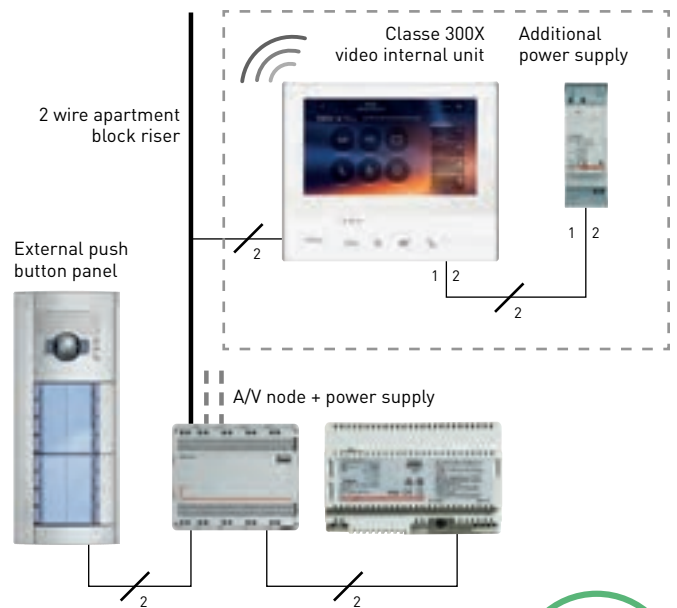 Classe 300X
video internal unit
Additional
power supply
2 wire apartment
block riser
2
1 2
1 2
2
External push
button panel
A/V node + power supply
2
2